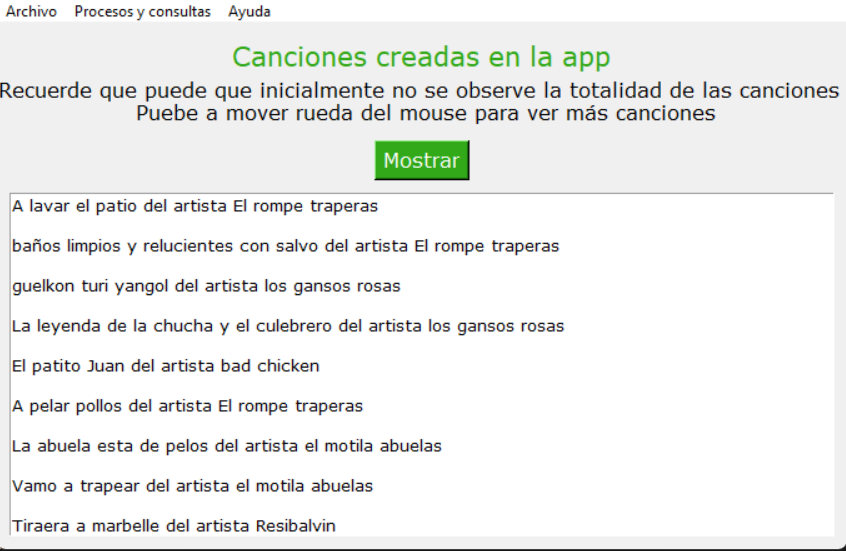 Archivo Procesos y consultas Ayuda
Canciones creadas en la app
Recuerde que puede que inicialmente no se observe la totalidad de las canciones
Puebe a mover rueda del mouse para ver más canciones
Mostrar
A lavar el patio del artista El rompe traperas
baños limpios y relucientes con salvo del artista El rompe traperas
guelkon turi yangol del artista los gansos rosas
La leyenda de la chucha y el culebrero del artista los gansos rosas
El patito Juan del artista bad chicken
A pelar pollos del artista El rompe traperas
La abuela esta de pelos del artista el motila abuelas
Vamo a trapear del artista el motila abuelas
Tiraera a marbelle del artista Resibalvin